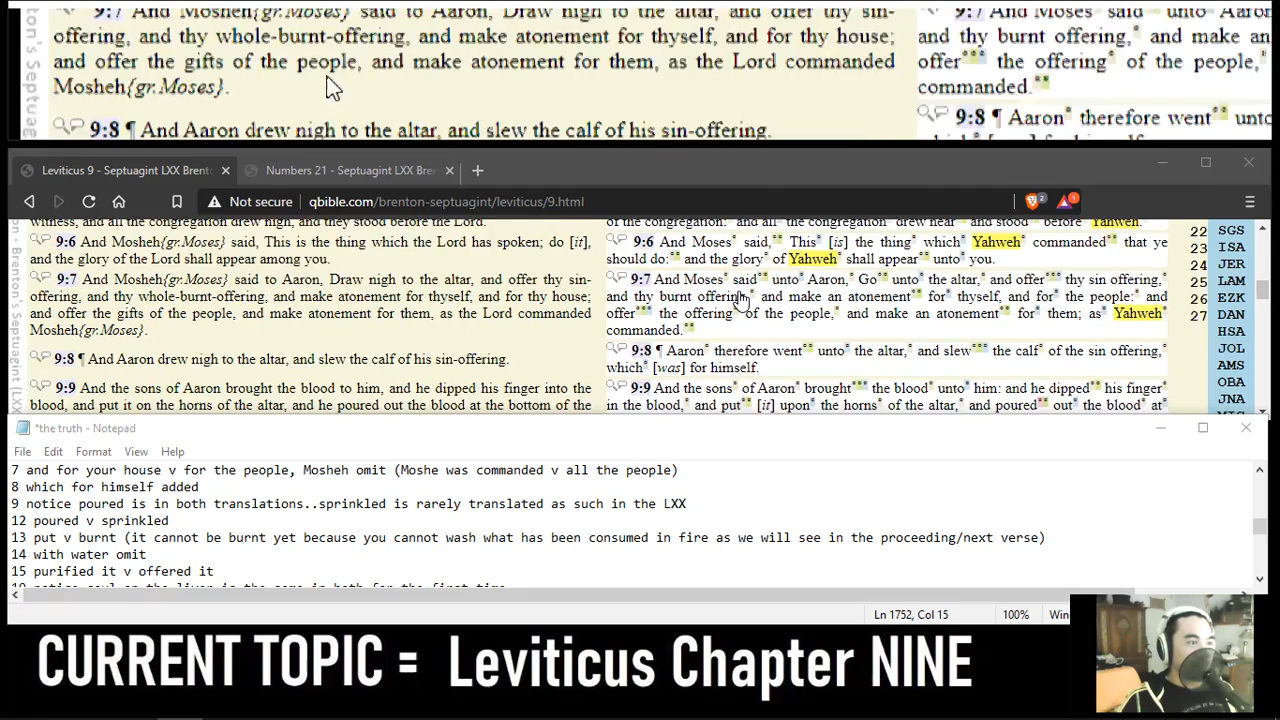 9:7 And Mosheh{gr.Moses} said to Aaron, Draw nigh to the altar, and offer thy sin-
offering, and thy whole-burnt-offering, and make atonement for thyself, and for thy house;
and offer the gifts of the people, and make atonement for them, as the Lord commanded
Mosheh{gr.Moses}.
9:8 ¶ And Aaron drew nigh to the altar, and slew the calf of his sin-offering.
9:7 And Moses said unto Aaron
and thy burnt offering, and make an
offer the offering of the people,
commanded.
9:8 ¶ Aaron therefore went unto
ton's Septuag
Leviticus 9 - Septuagint LXX Brento
Numbers 21 - Septuagint LXX Bren
Not secure
qbible.com/brenton-septuagint/leviticus/9.html
2
1
witness, and all the congregation drew nigh, and they stood before the Lord.
9:6 And Mosheh{gr.Moses} said, This is the thing which the Lord has spoken; do [it],
and the glory of the Lord shall appear among you.
9:7 And Mosheh{gr.Moses} said to Aaron, Draw nigh to the altar, and offer thy sin-
offering, and thy whole-burnt-offering, and make atonement for thyself, and for thy house;
and offer the gifts of the people, and make atonement for them, as the Lord commanded
Mosheh{gr.Moses}.
9:8 ¶ And Aaron drew nigh to the altar, and slew the calf of his sin-offering.
9:9 And the sons of Aaron brought the blood to him, and he dipped his finger into the
blood, and put it on the horns of the altar, and he poured out the blood at the bottom of the
- Brenton's Septuagint (LXX
of the congregation and all the congregation drew near and stood before Yahweh.
9:6 And Moses said, This [is] the thing which Yahweh commanded that ye
should do: and the glory of Yahweh shall appear unto you.
9:7 And Moses said unto Aaron, Go unto the altar, and offer thy sin offering,
and thy burnt offering, and make an atonement for thyself, and for the people: and
offer the offering of the people, and make an atonement for them; as Yahweh
commanded.
9:8 ¶ Aaron therefore went unto the altar, and slew the calf of the sin offering,
which [was] for himself.
9:9 And the sons of Aaron brought the blood unto him: and he dipped his finger
in the blood, and put [it] upon the horns of the altar, and poured out the blood at
22
24
25
26
27
SGS
ISA
JER
LAM
EZK
DAN
HSA
JOL
AMS
OBA
JNA
*the truth - Notepad
File Edit Format View Help
7 and for your house v for the people, Mosheh omit (Moshe was commanded v all the people)
8 which for himself added
9 notice poured is in both translations..sprinkled is rarely translated as such in the LXX
12 poured v sprinkled
13 put v burnt (it cannot be burnt yet because you cannot wash what has been consumed in fire as we will see in the proceeding/next verse)
14 with water omit
15 purified it v offered it
Ln 1752, Col 15
100%
Win
CURRENT TOPIC = Leviticus Chapter NINE